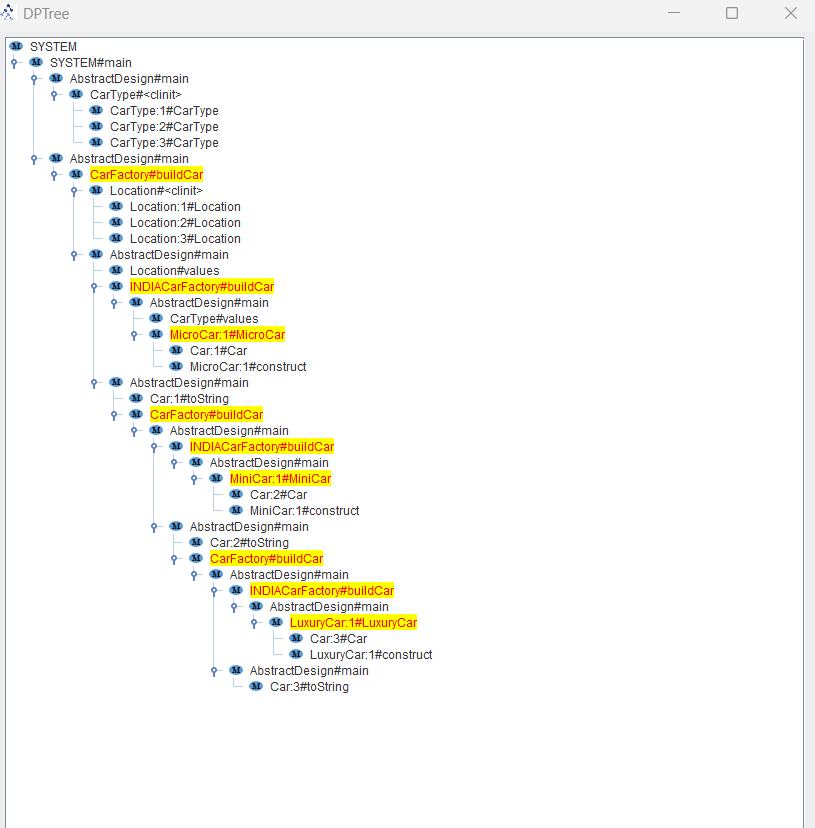 DPTree
SYSTEM
SYSTEM#main
AbstractDesign#main
CarType#<clinit>
CarType:1#CarType
CarType:2#CarType
CarType:3#CarType
AbstractDesign#main
CarFactory#buildCar
Location#<clinit>
Location:1#Location
Location:2#Location
Location:3#Location
AbstractDesign#main
Location#values
INDIACarFactory#buildCar
AbstractDesign#main
CarType#values
MicroCar:1#MicroCar
Car:1#Car
MicroCar:1#construct
AbstractDesign#main
Car:1#toString
CarFactory#buildCar
AbstractDesign#main
INDIACarFactory#buildCar
AbstractDesign#main
MiniCar:1#MiniCar
Car:2#Car
MiniCar:1#construct
AbstractDesign#main
Car:2#toString
CarFactory#buildCar
AbstractDesign#main
INDIACarFactory#buildCar
AbstractDesign#main
LuxuryCar:1#LuxuryCar
Car:3#Car
LuxuryCar:1#construct
AbstractDesign#main
Car:3#toString